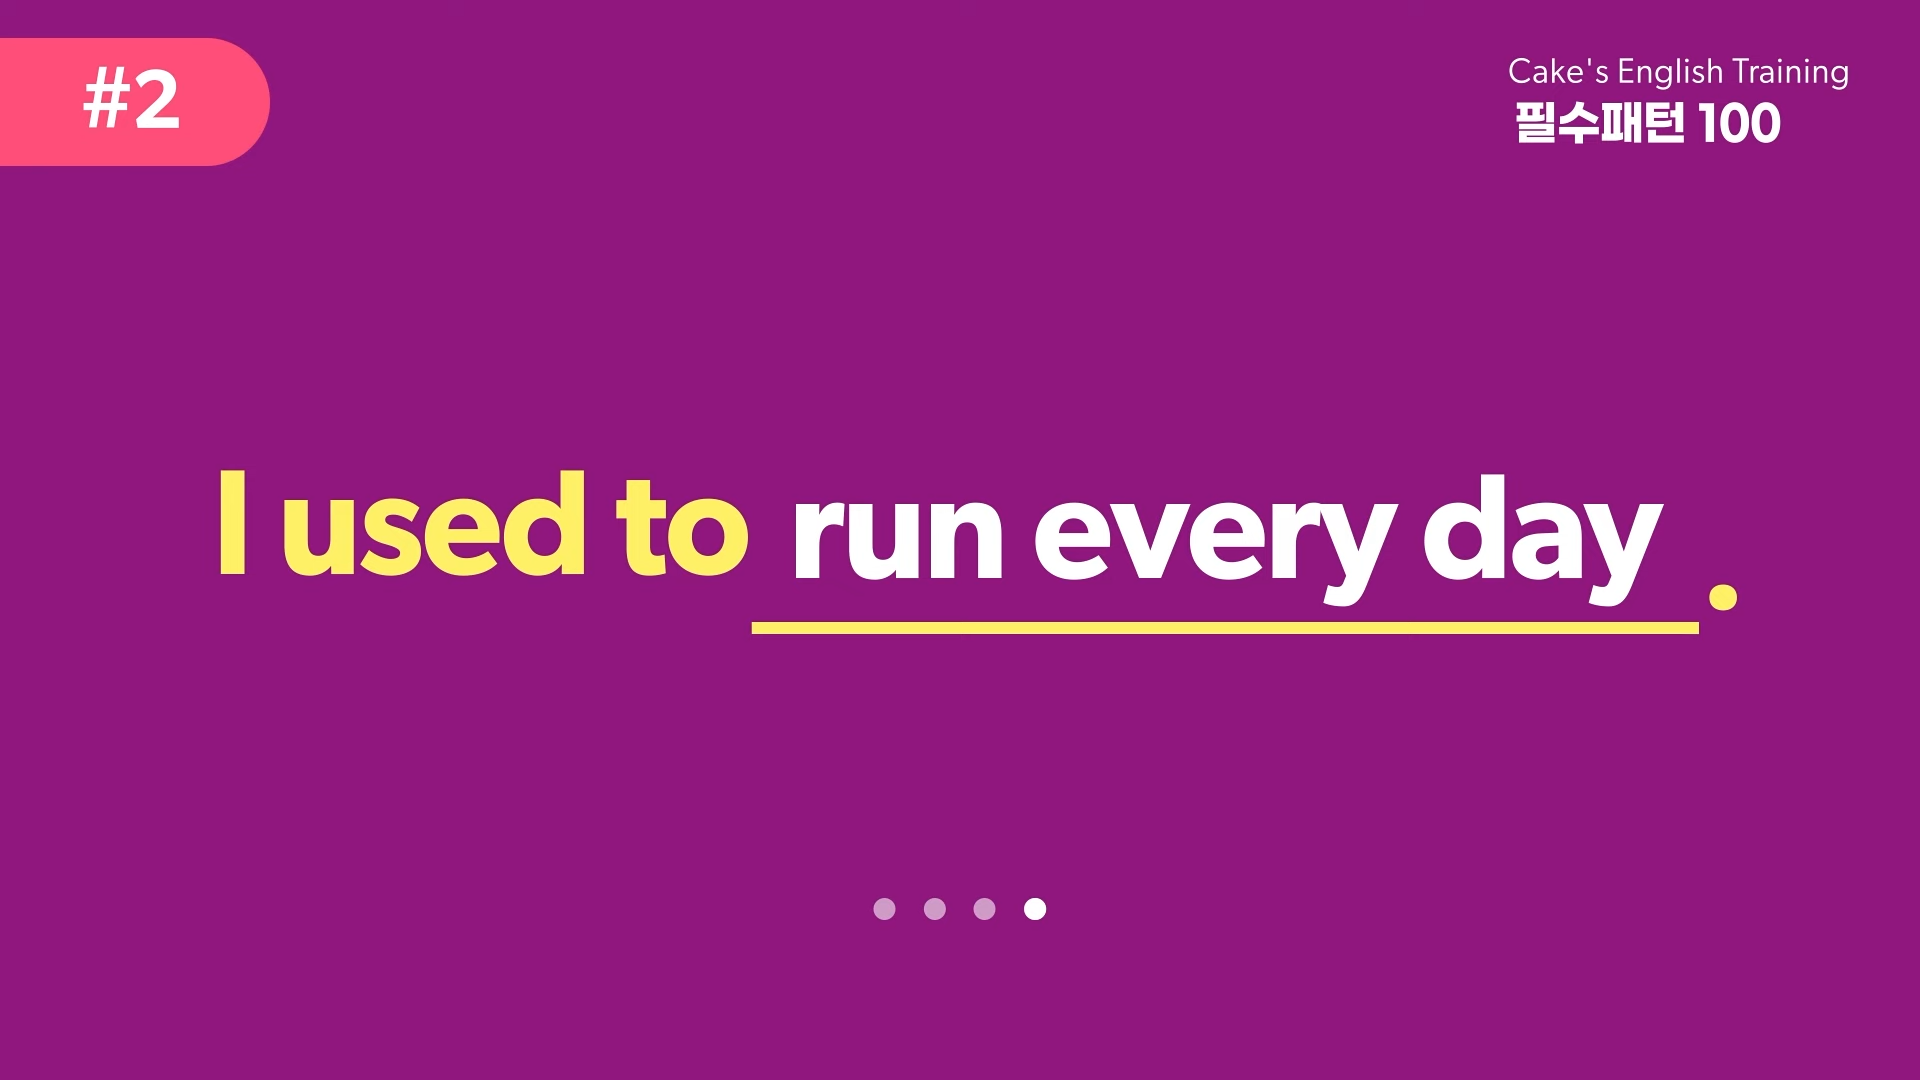 #2
Cake's English Training
필수패턴 100
I used to run every day.